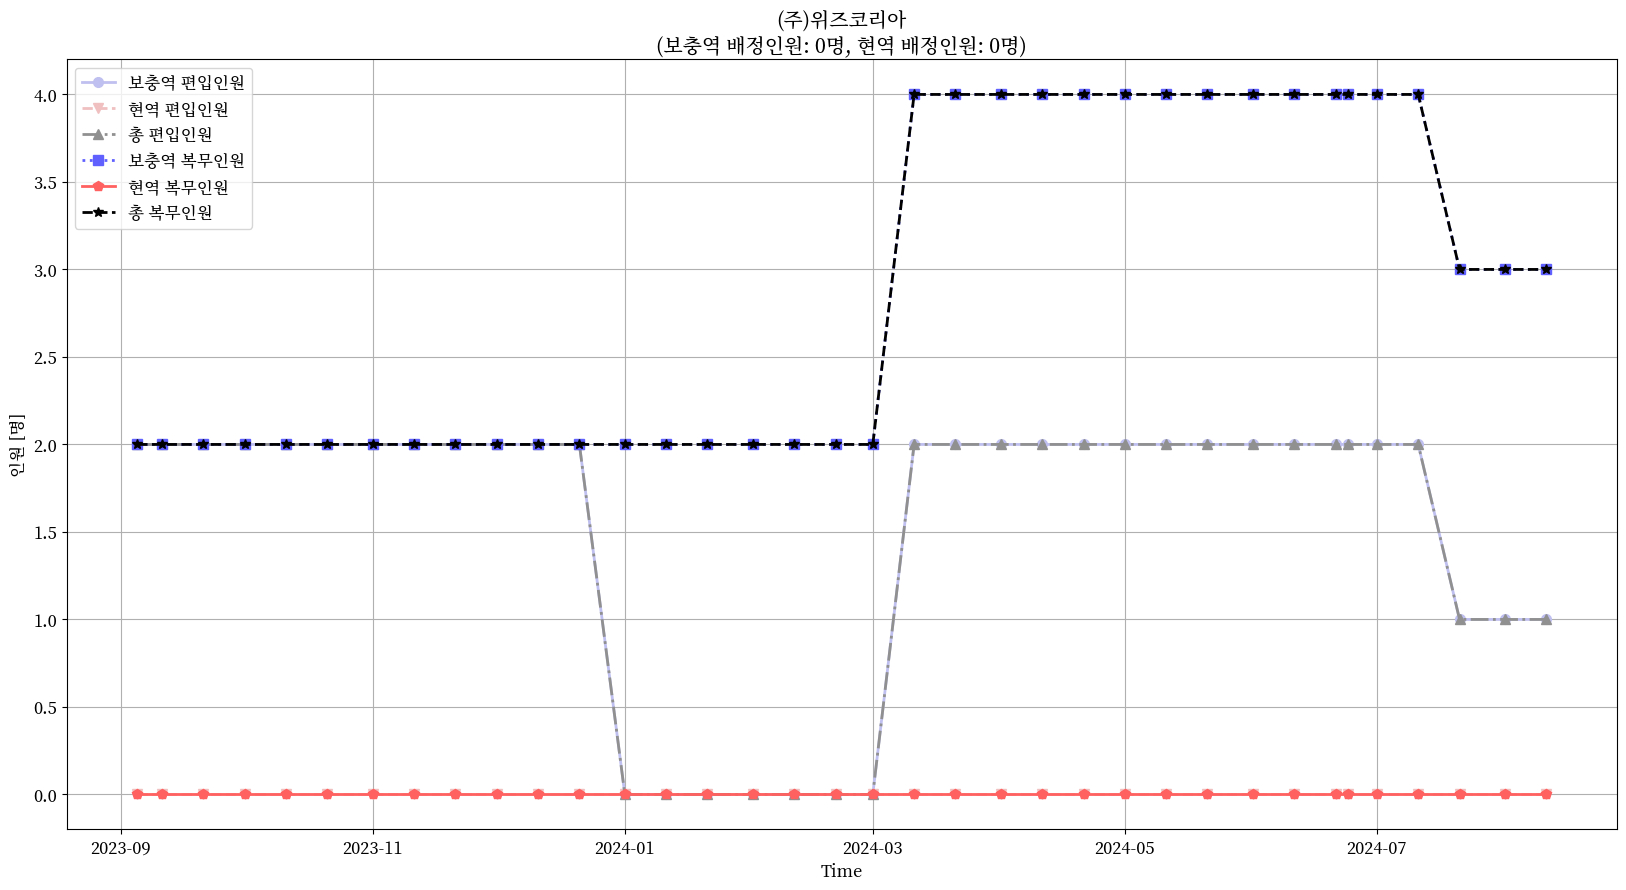 (주)위즈코리아
(보충역 배정인원: 0명, 현역 배정인원: 0명)
보충역 편입인원
현역 편입인원
총 편입인원
보충역 복무인원
현역 복무인원
총 복무인원
인원 [명]
4.0
3.5
3.0
2.5
2.0
1.5
1.0
0.5
0.0
2023-09
2023-11
2024-01
2024-03
2024-05
2024-07
Time